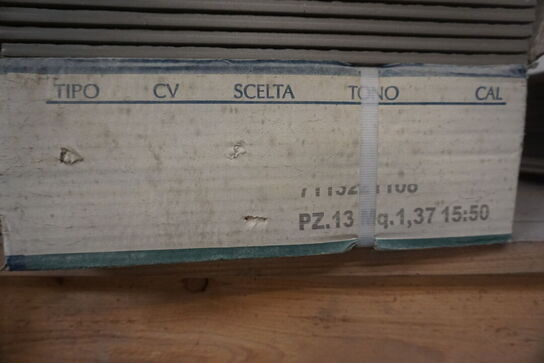 TIPO CV SCELTA TONO CAL
PZ.13 Mq.1,37 15:50